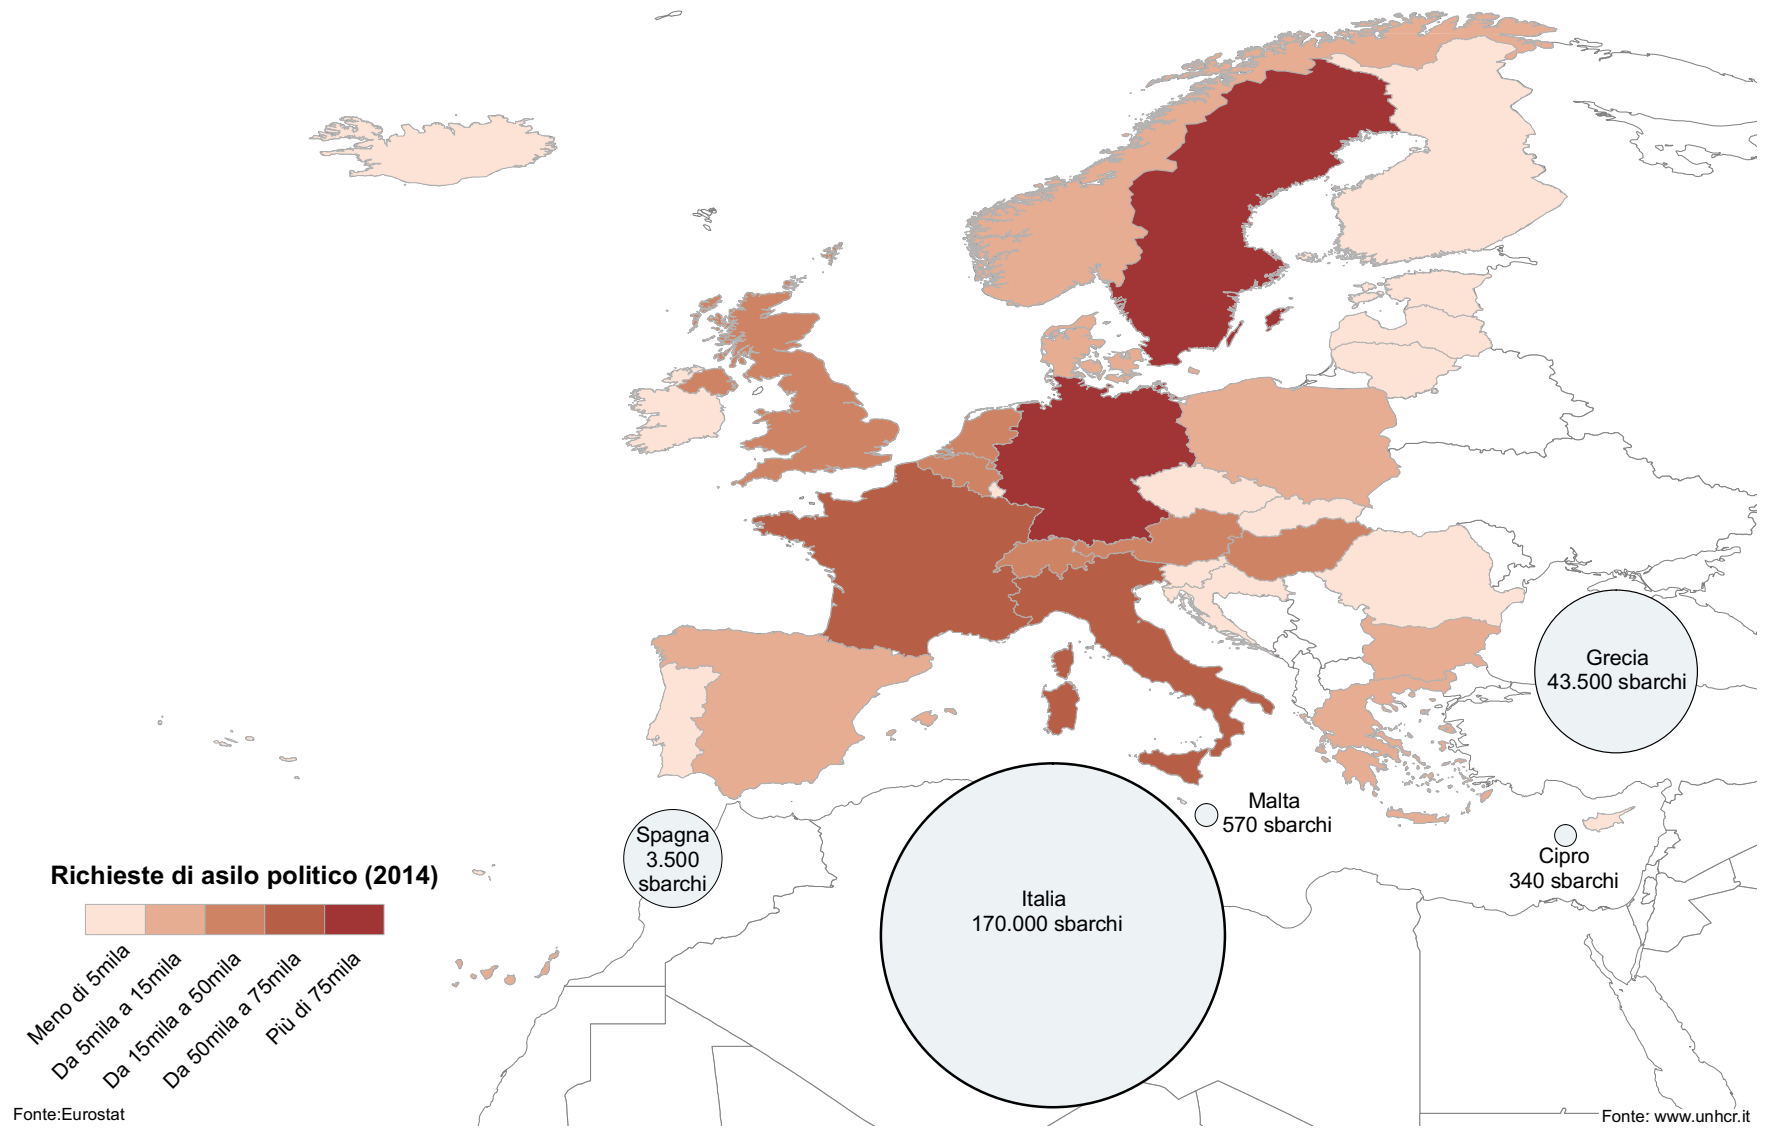 Grecia
43.500 sbarchi
Malta
570 sbarchi
Spagna
3.500
sbarchi
Cipro
340 sbarchi
Italia
170.000 sbarchi
Richieste di asilo politico (2014)
Meno di 5mila
Da 5mila a 15mila
Da 15mila a 50mila
Da 50mila a 75mila
Più di 75mila
Fonte:Eurostat
Fonte: www.unhcr.it